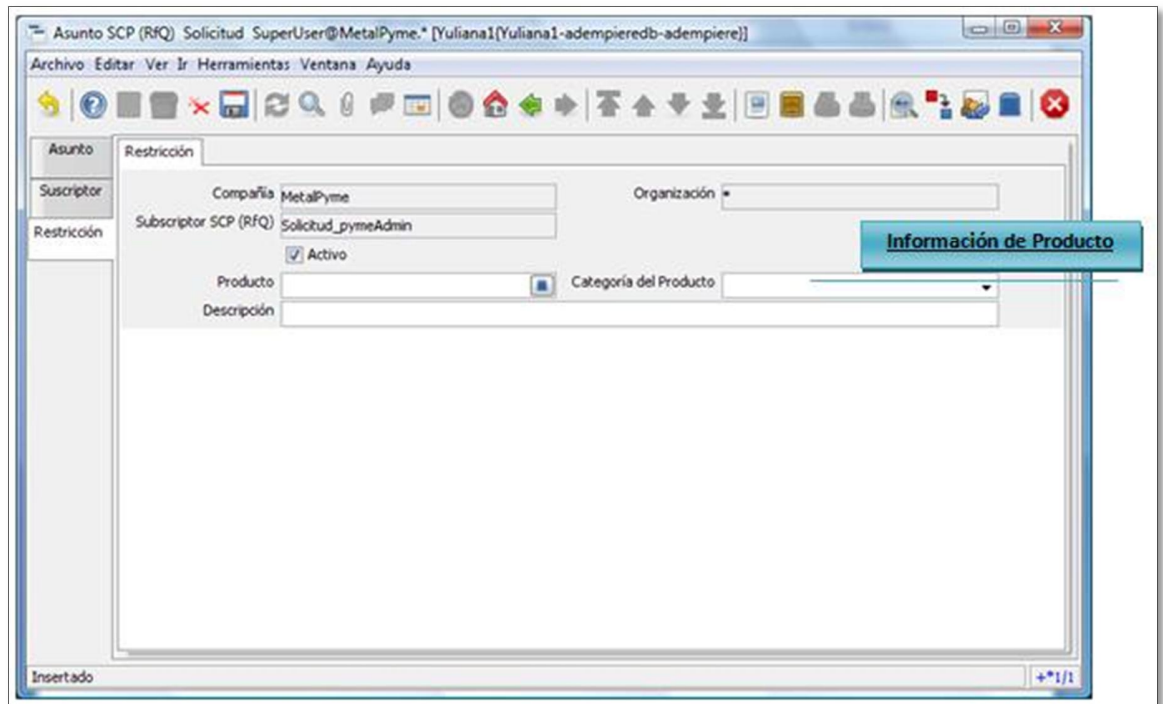 Asunto SCP (RfQ) Solicitud SuperUser@MetalPyme.* [Yuliana1{Yuliana1-adempieredb-adempiere}]
Archivo Editar Ver Ir Herramientas Ventana Ayuda
Asunto
Restricción
Suscriptor
Compañía MetalPyme Organización *
Restricción
Subscriptor SCP (RfQ) Solicitud_pymeAdmin
Información de Producto
Activo
Producto Categoría del Producto
Descripción
Insertado +*1/1